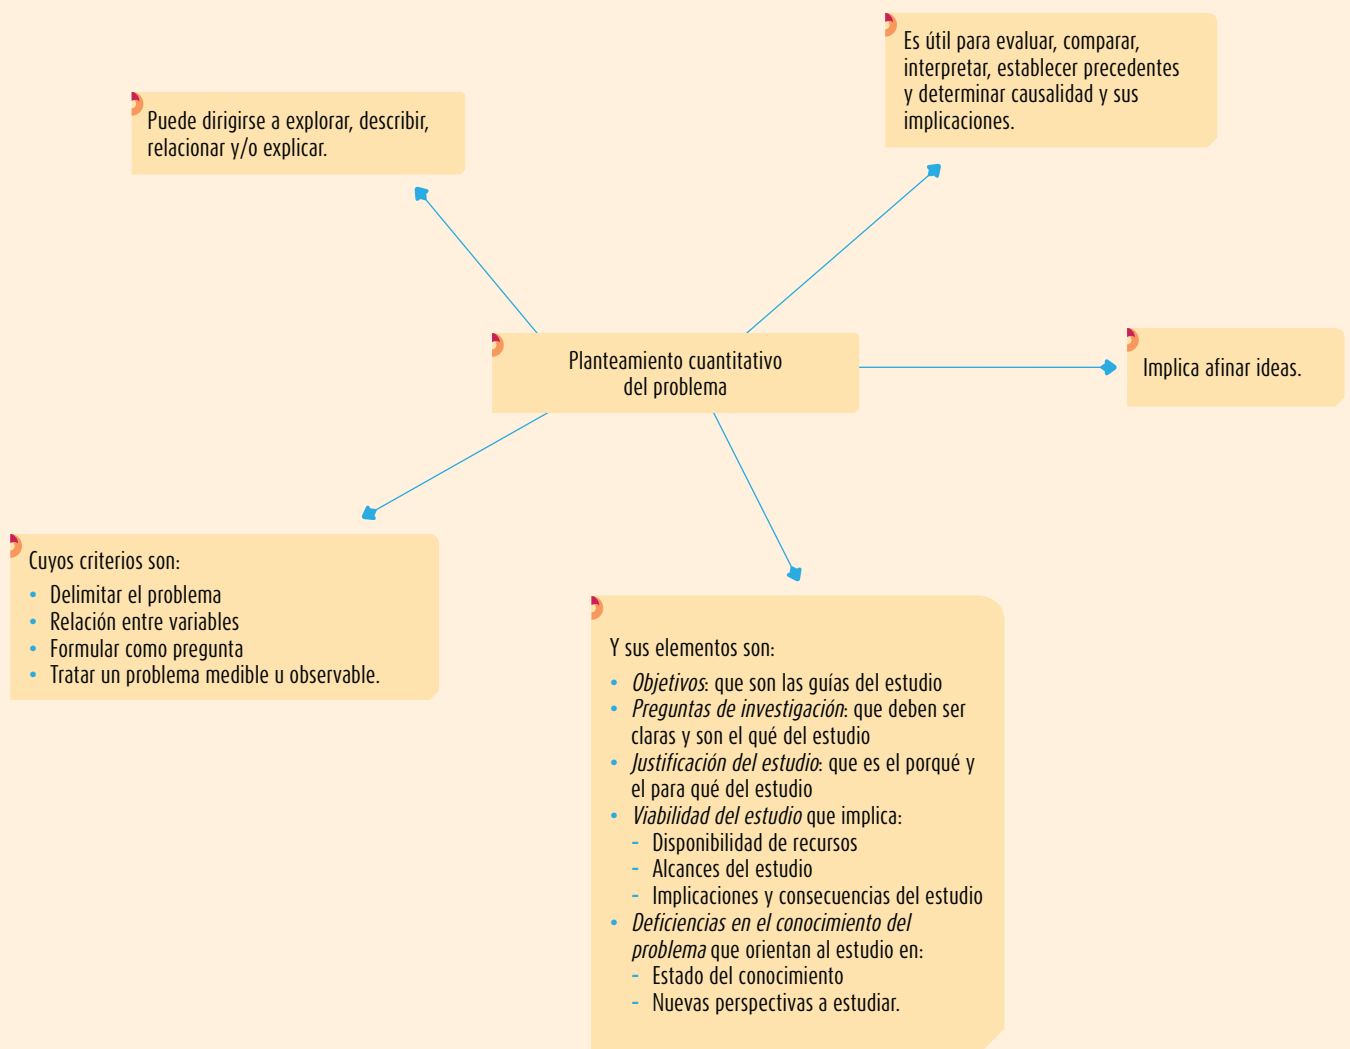 Es útil para evaluar, comparar,
interpretar, establecer precedentes
y determinar causalidad y sus
implicaciones.
Puede dirigirse a explorar, describir,
relacionar y/o explicar.
Planteamiento cuantitativo
del problema
Implica afinar ideas.
Cuyos criterios son:
• Delimitar el problema
• Relación entre variables
• Formular como pregunta
• Tratar un problema medible u observable.
Y sus elementos son:
• Objetivos: que son las guías del estudio
• Preguntas de investigación: que deben ser
claras y son el qué del estudio
• Justificación del estudio: que es el porqué y
el para qué del estudio
• Viabilidad del estudio que implica:
- Disponibilidad de recursos
- Alcances del estudio
- Implicaciones y consecuencias del estudio
• Deficiencias en el conocimiento del
problema que orientan al estudio en:
- Estado del conocimiento
- Nuevas perspectivas a estudiar.